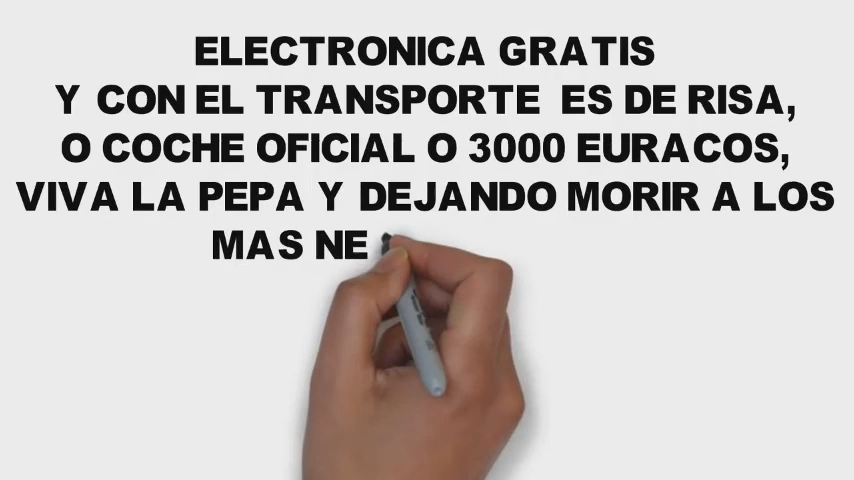 ELECTRONICA GRATIS
Y CON EL TRANSPORTE ES DE RISA,
O COCHE OFICIAL O 3000 EURACOS,
VIVA LA PEPA Y DEJANDO MORIR A LOS
MAS NE